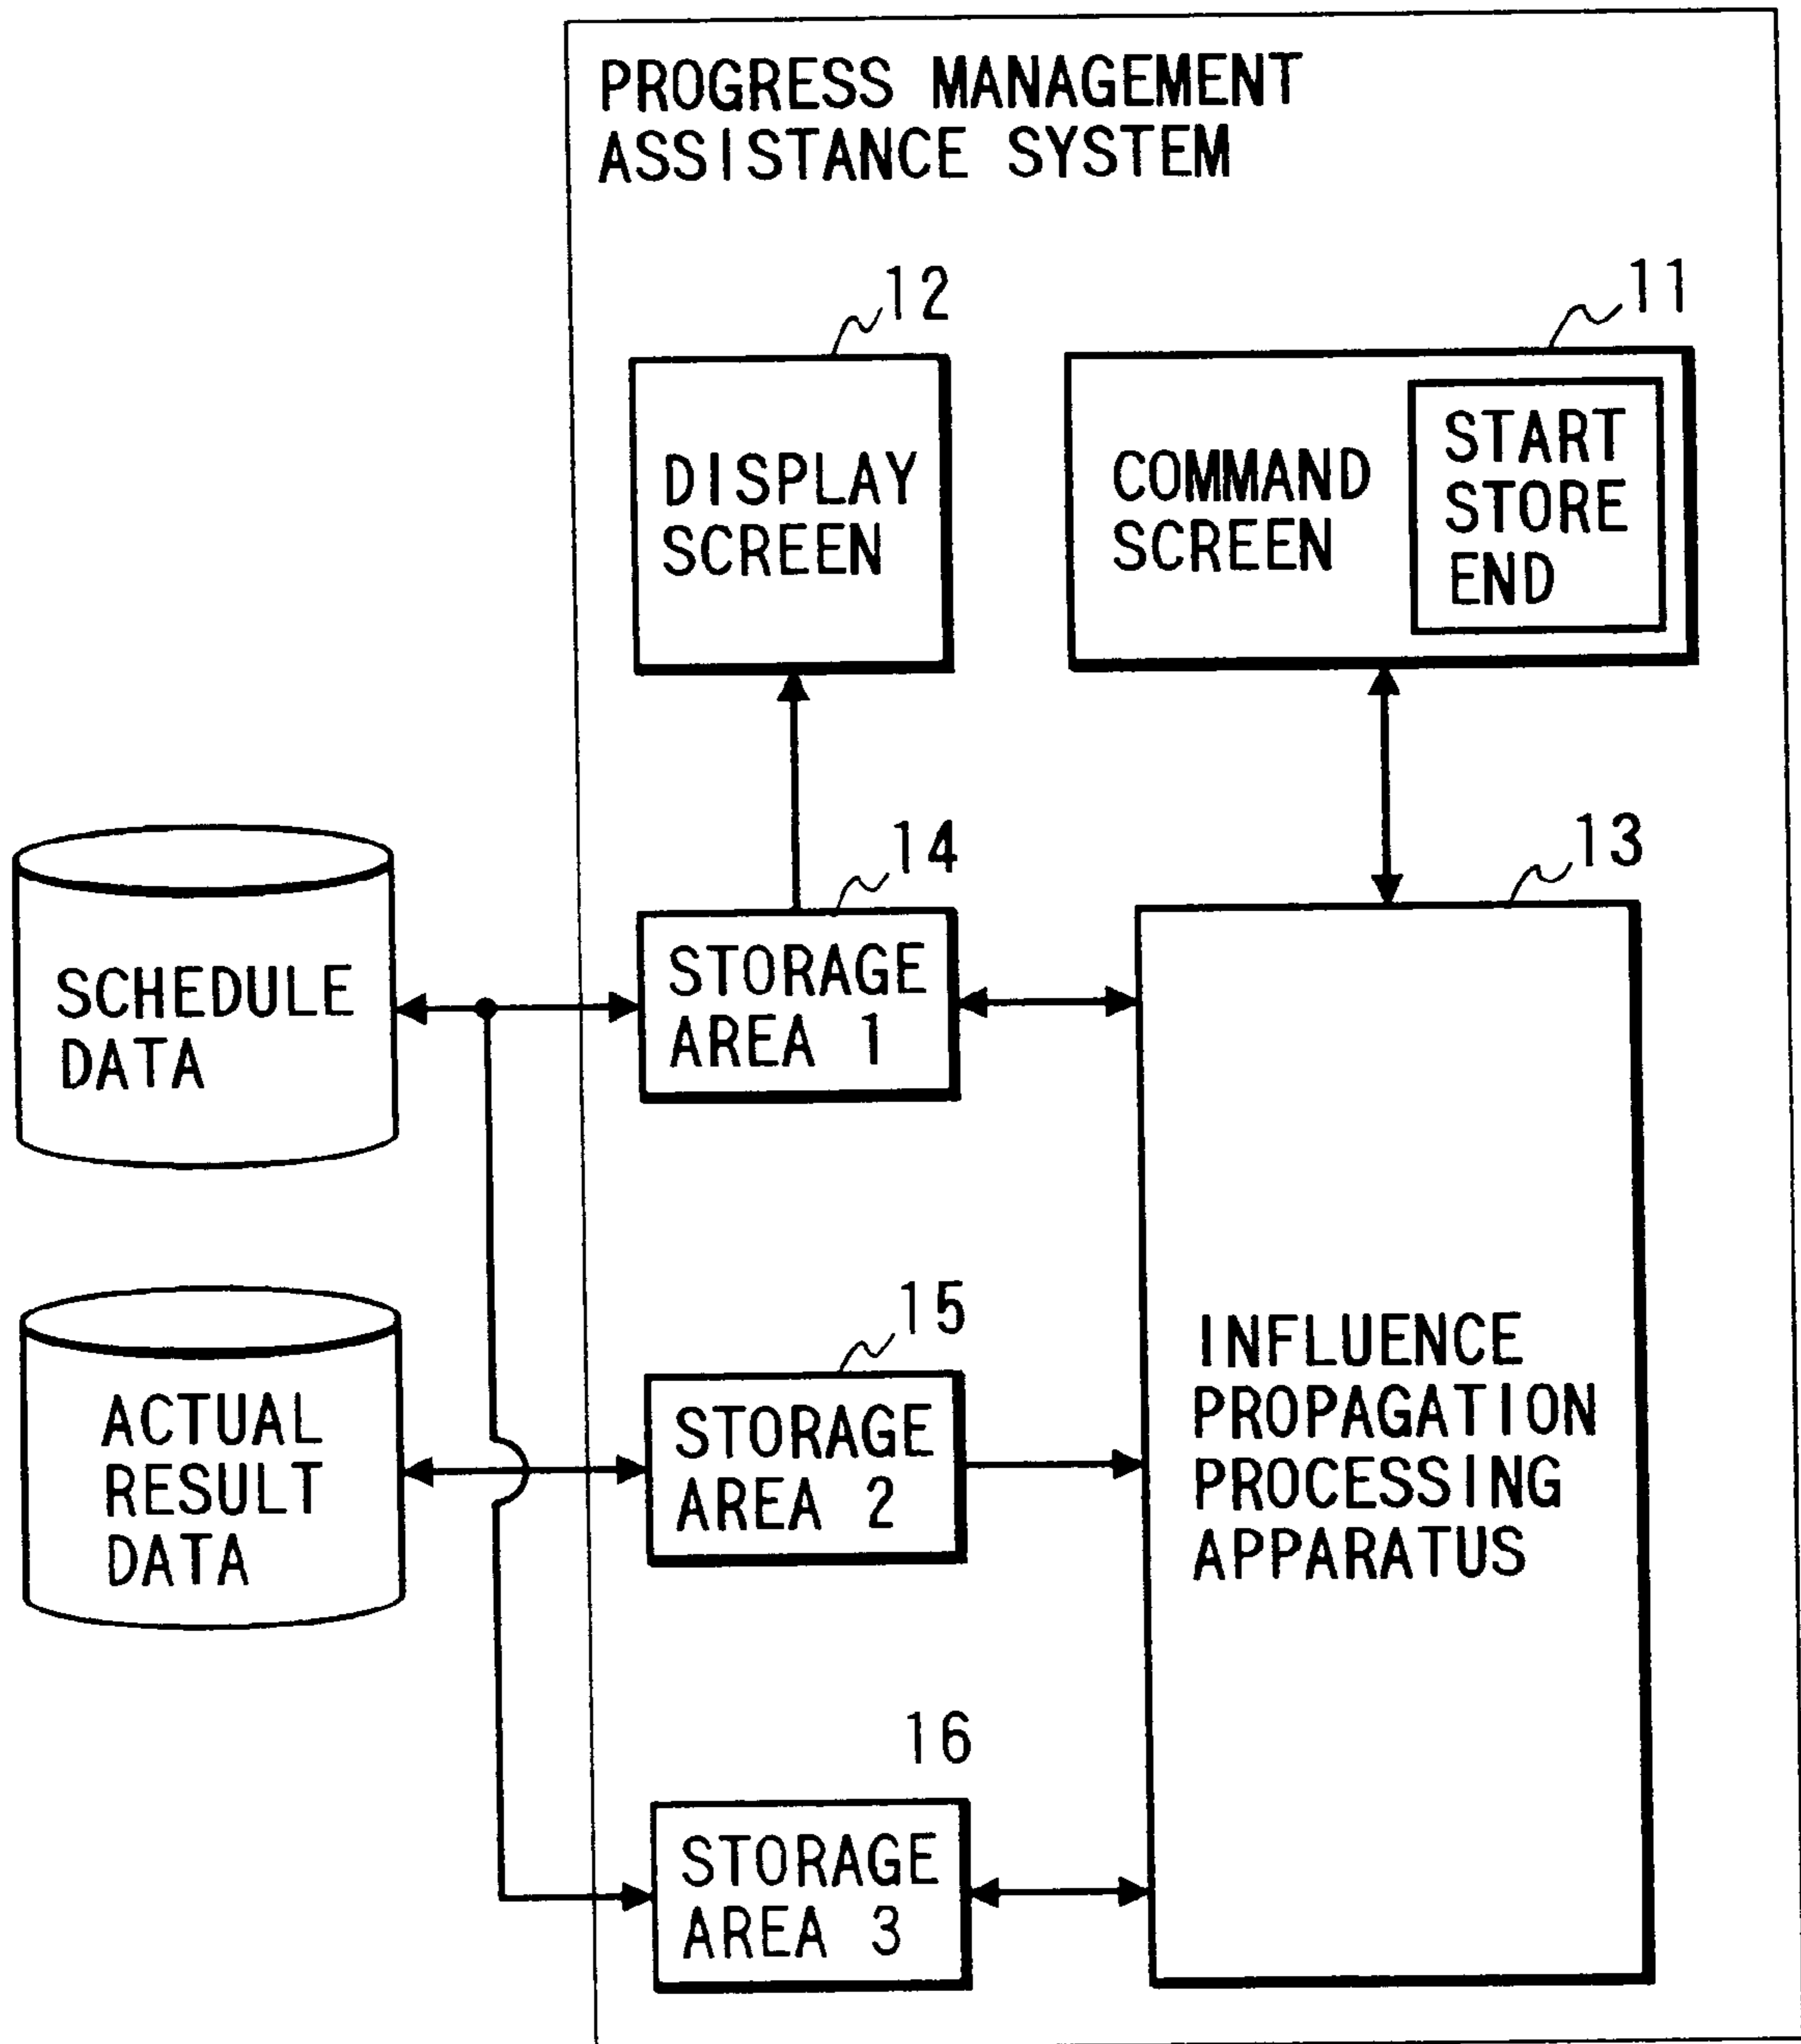 PROGRESS MANAGEMENT
ASSISTANCE SYSTEM
12
11
DISPLAY
SCREEN
COMMAND
SCREEN
START
STORE
END
14
13
SCHEDULE
DATA
STORAGE
AREA 1
15
ACTUAL
RESULT
DATA
STORAGE
AREA 2
INFLUENCE
PROPAGATION
PROCESSING
APPARATUS
16
STORAGE
AREA 3